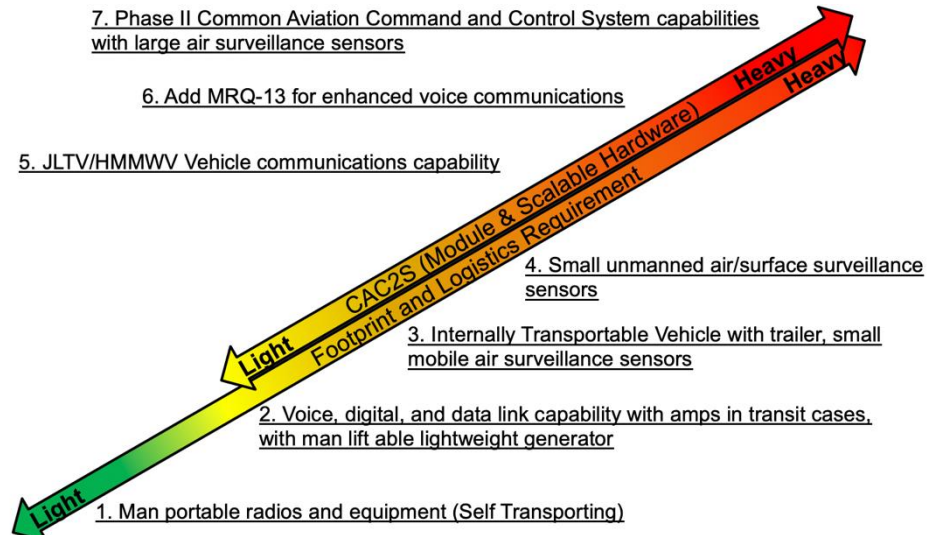 7. Phase II Common Aviation Command and Control System capabilities
with large air surveillance sensors
6. Add MRQ-13 for enhanced voice communications
5. JLTV/HMMWV Vehicle communications capability
Heavy
Heavy
CAC2S (Module & Scalable Hardware)
Footprint and Logistics Requirement
4. Small unmanned air/surface surveillance
sensors
3. Internally Transportable Vehicle with trailer, small
mobile air surveillance sensors
Light
2. Voice, digital, and data link capability with amps in transit cases,
with man lift able lightweight generator
Light
1. Man portable radios and equipment (Self Transporting)